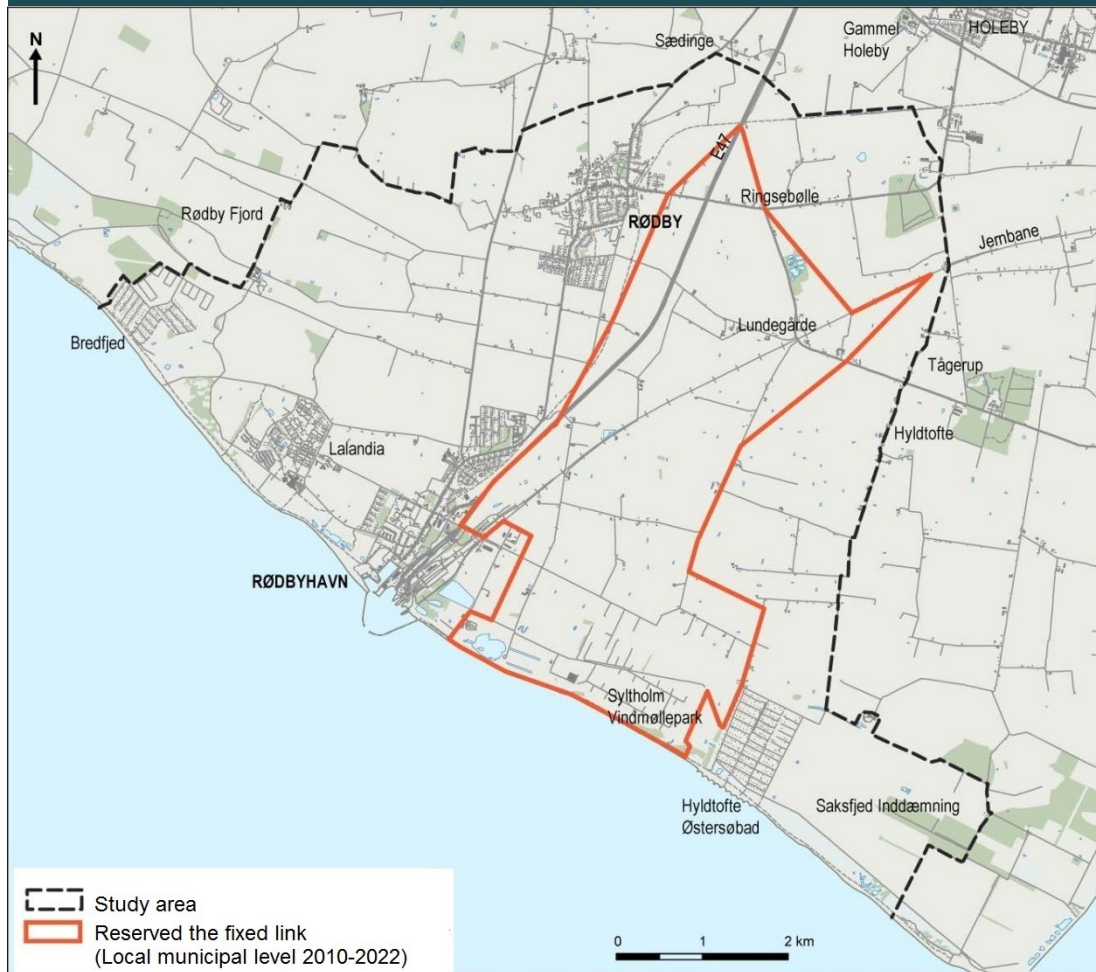 N
Sædinge
Gammel
Holeby
HOLEBY
E47
Rødby Fjord
RØDBY
Ringsebølle
Jernbane
Bredfjed
Lundegårde
Tågerup
Hyldtofte
Lalandia
RØDBYHAVN
Syltholm
Vindmøllepark
Hyldtofte
Østersøbad
Saksfjed Inddæmning
Study area
Reserved the fixed link
(Local municipal level 2010-2022)
0 1 2 km